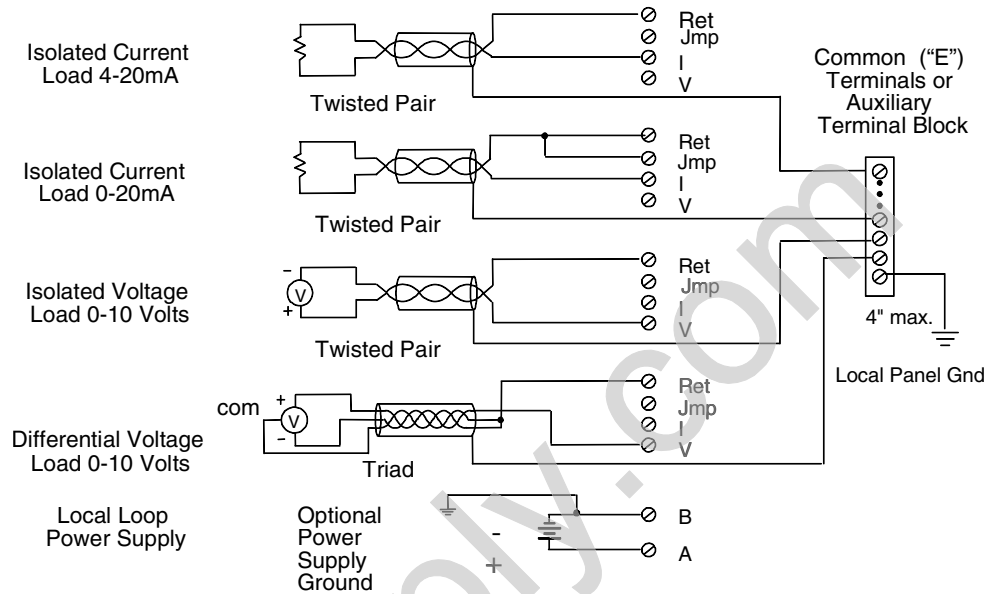 Isolated Current
Load 4-20mA
Twisted Pair
Ret
Jmp
I
V
Common ("E")
Terminals or
Auxiliary
Terminal Block
Isolated Current
Load 0-20mA
Twisted Pair
Ret
Jmp
I
V
Isolated Voltage
Load 0-10 Volts
-
V
+
Twisted Pair
Ret
Jmp
I
V
4" max.
Local Panel Gnd
Differential Voltage
Load 0-10 Volts
com
+
V
-
Triad
Ret
Jmp
I
V
Local Loop
Power Supply
Optional
Power
Supply
Ground
-
+
B
A
ply.com